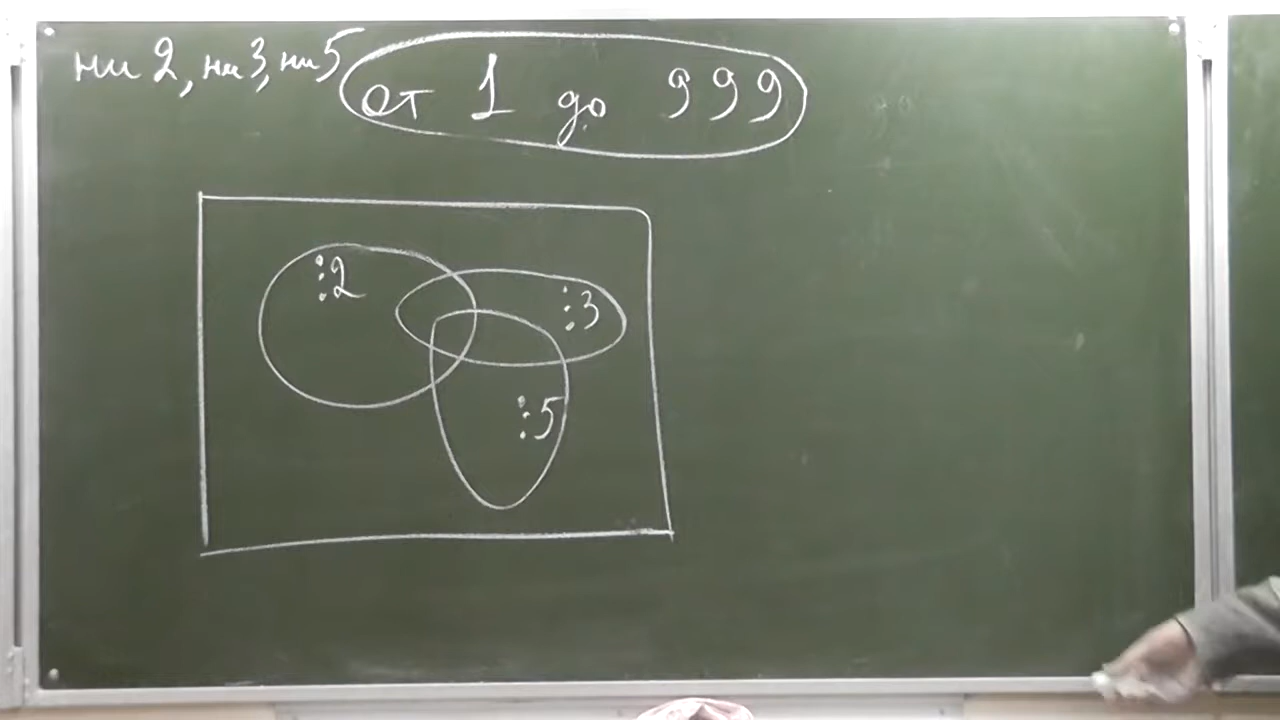 ни 2, ни 3, ни 5 от 1 до 999
⋮2
⋮3
⋮5